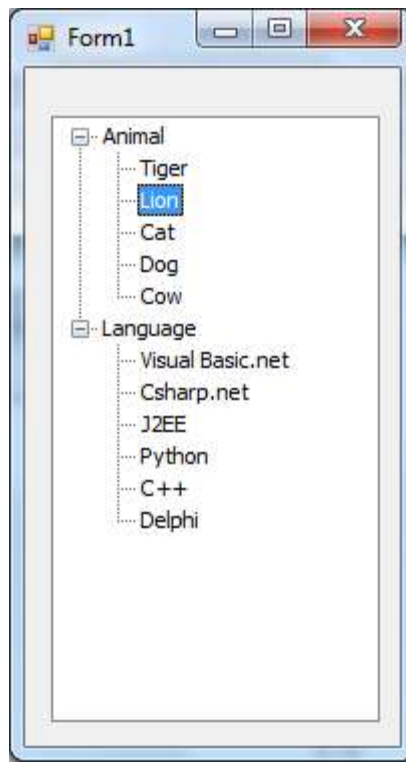 Form1
Animal
Tiger
Lion
Cat
Dog
Cow
Language
Visual Basic.net
Csharp.net
J2EE
Python
C++
Delphi